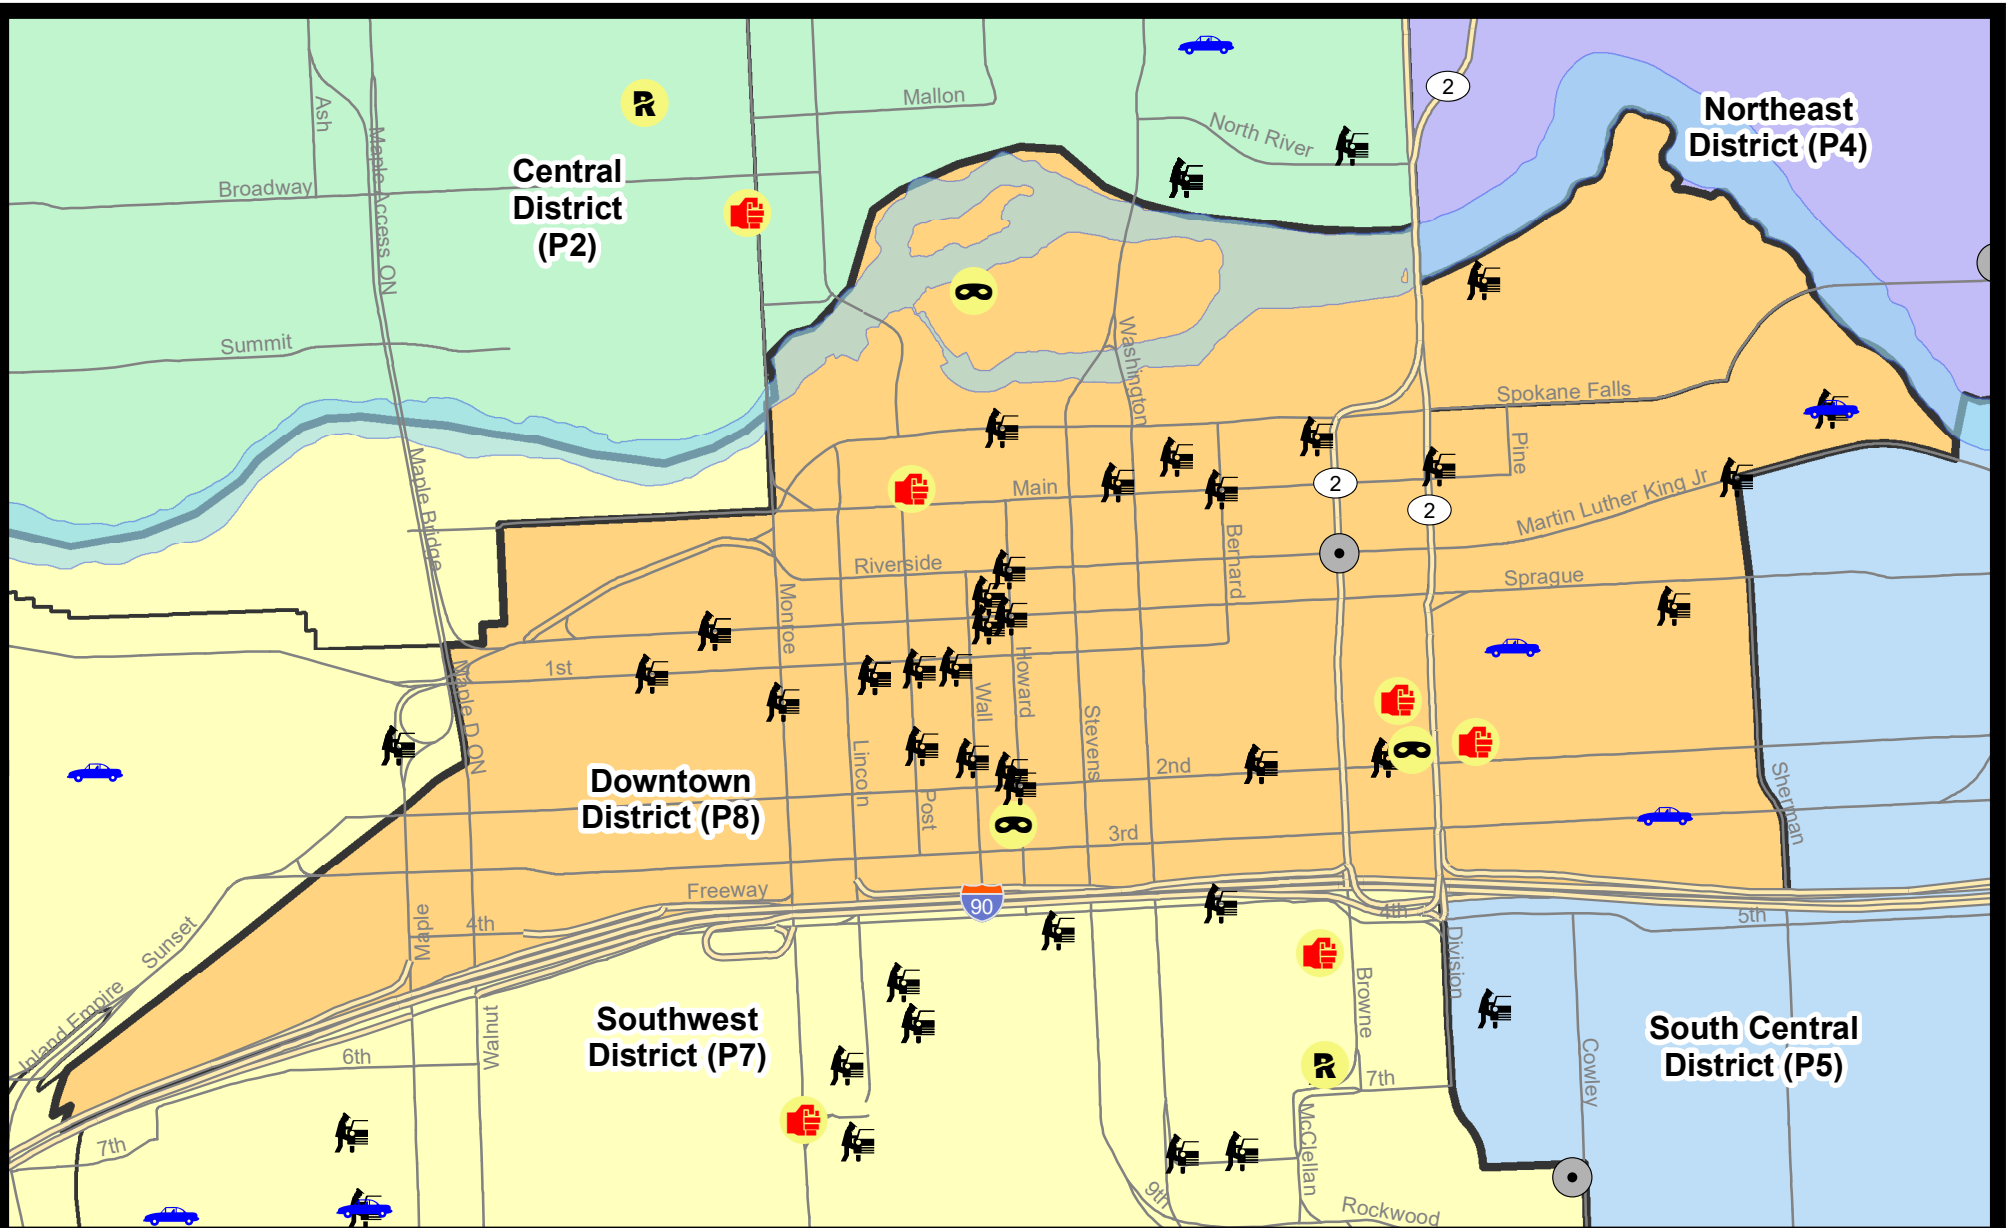 2
Northeast
District (P4)
Mallon
Ash
North River
Maple Access ON
Central
District
(P2)
Broadway
Summit
Washington
Spokane Falls
Pine
Maple Bridge
Main
2
2
Martin Luther King Jr
Riverside
Bernard
Sprague
Monroe
1st
Howard
Maple D ON
Wall
Stevens
Lincoln
2nd
Downtown
District (P8)
Post
Sherman
3rd
Freeway
90
4th
4th
5th
Maple
Sunset
Division
Inland Empire
Browne
Walnut
Southwest
District (P7)
South Central
District (P5)
6th
Cowley
7th
7th
McClellan
9th
Rockwood
R
R